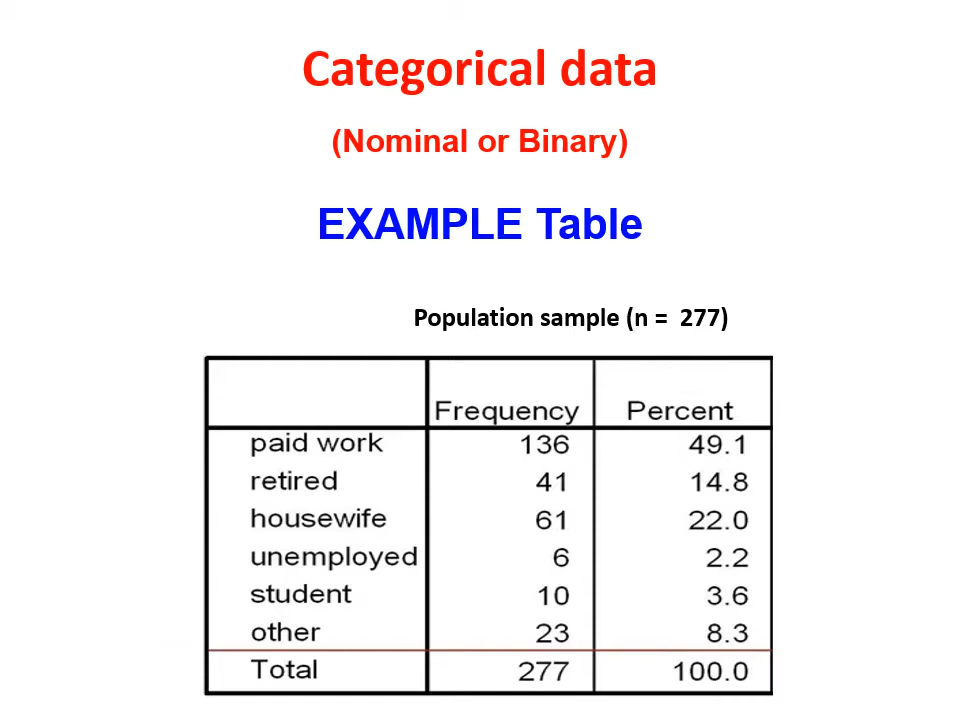 Categorical data
(Nominal or Binary)
EXAMPLE Table
Population sample (n = 277)
Frequency Percent
paid work 136 49.1
retired 41 14.8
housewife 61 22.0
unemployed 6 2.2
student 10 3.6
other 23 8.3
Total 277 100.0